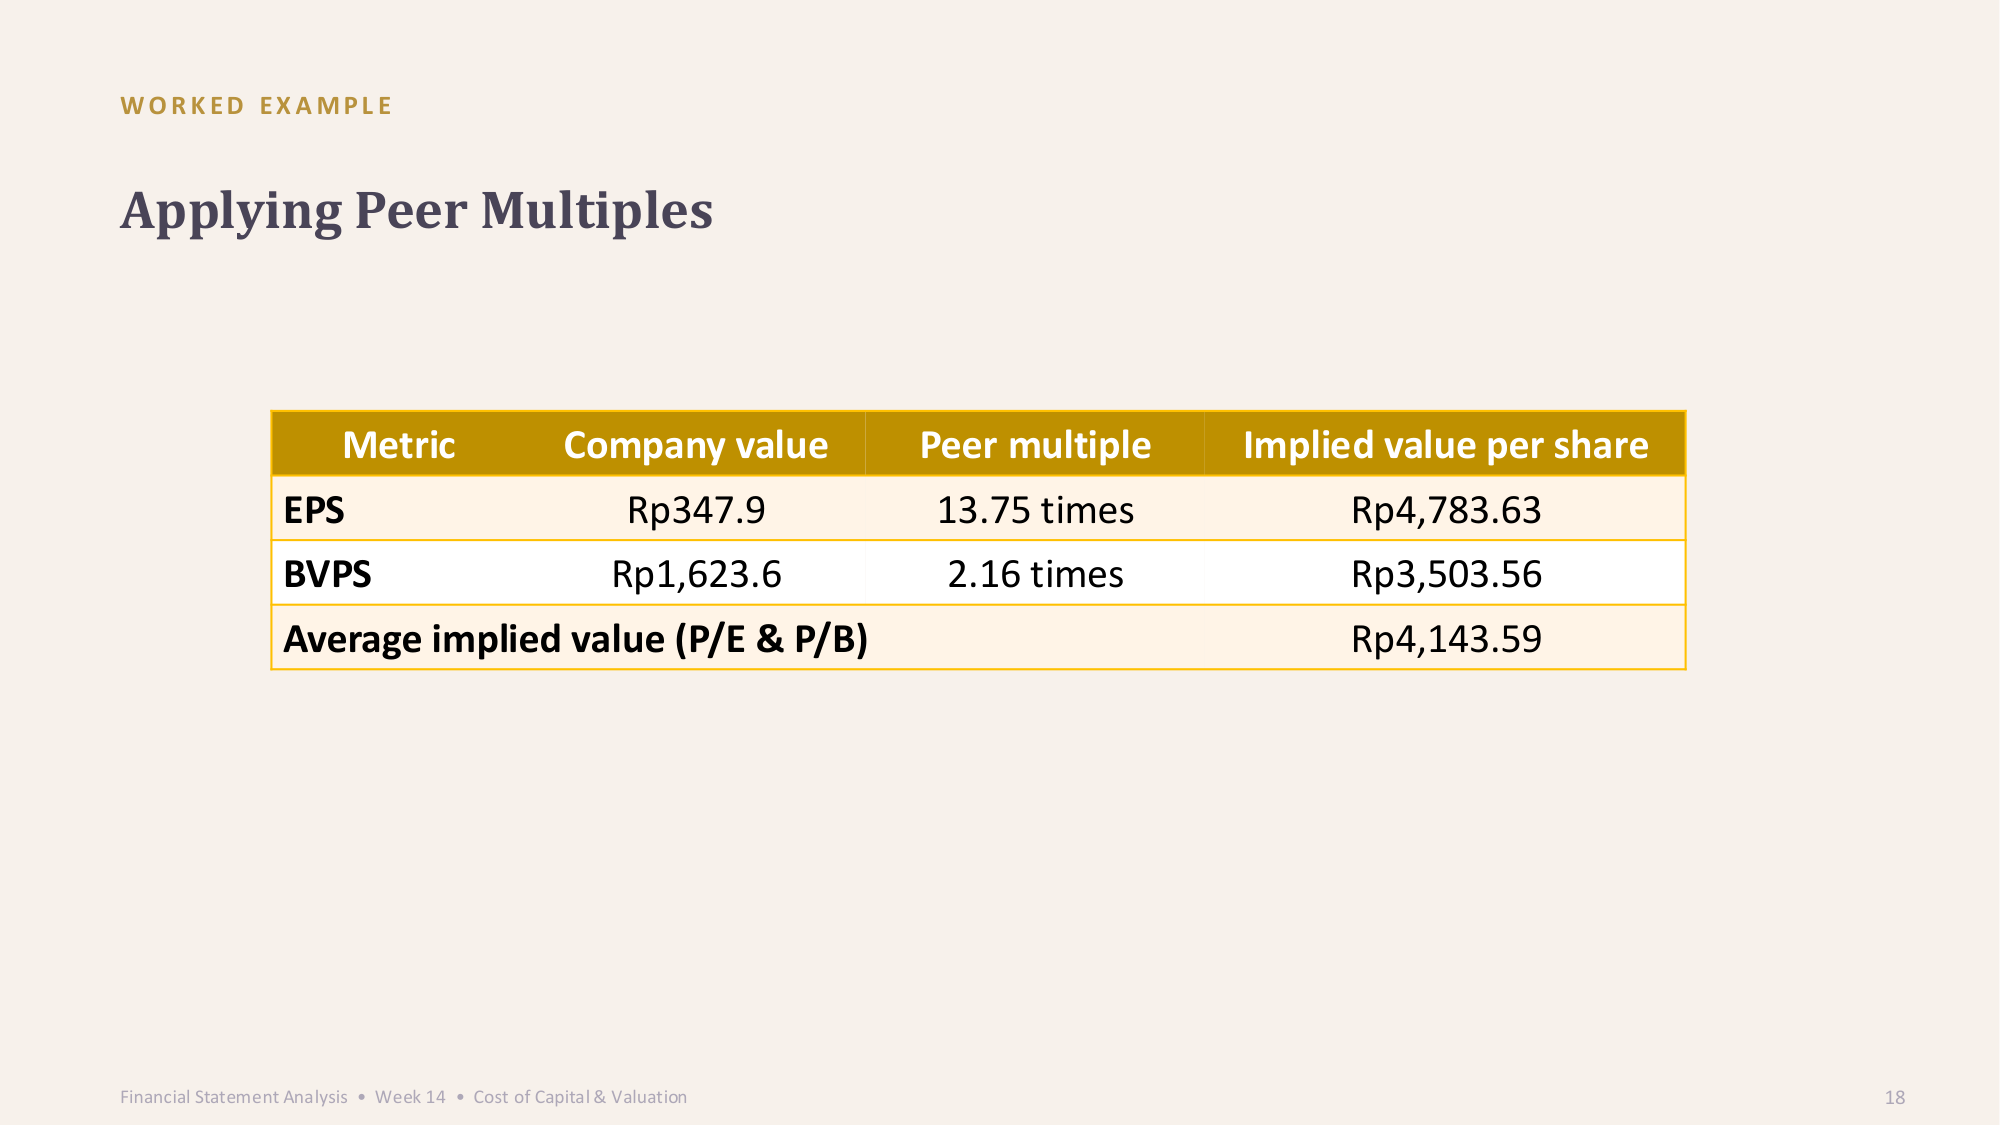 WORKED EXAMPLE
Applying Peer Multiples
Metric Company value Peer multiple Implied value per share
EPS Rp347.9 13.75 times Rp4,783.63
BVPS Rp1,623.6 2.16 times Rp3,503.56
Average implied value (P/E & P/B) Rp4,143.59
Financial Statement Analysis • Week 14 • Cost of Capital & Valuation 18